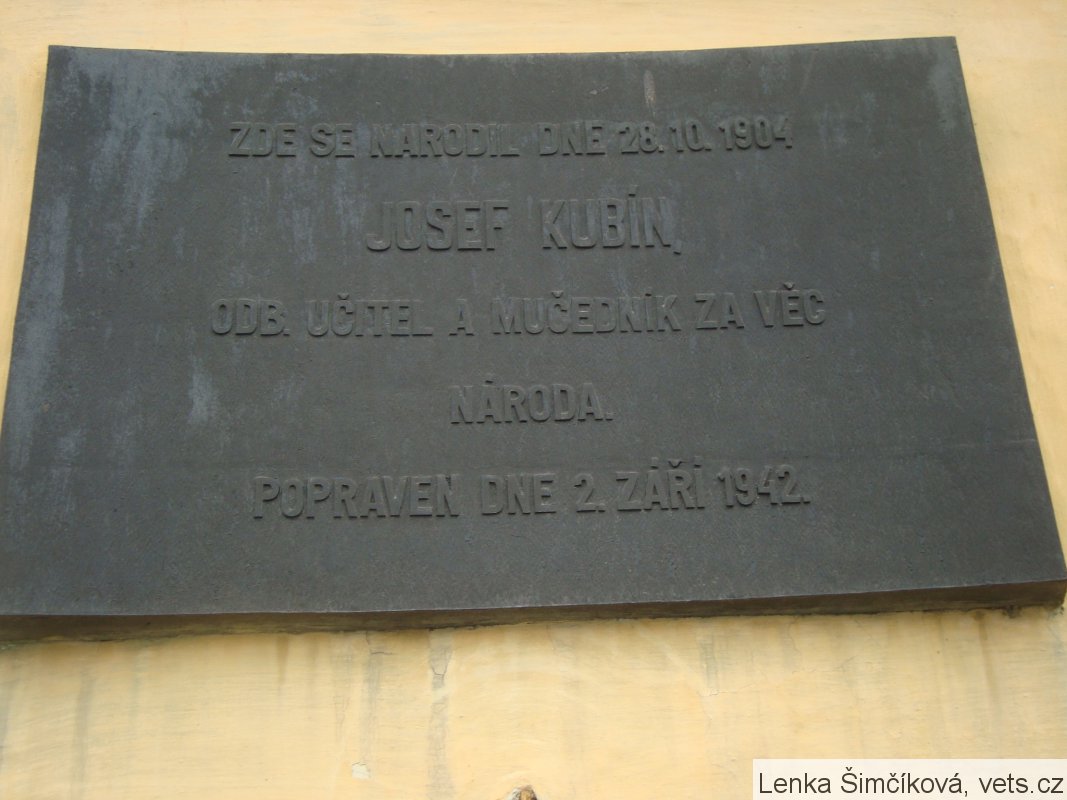 ZDE SE NARODIL DNE 28. 10. 1904
JOSEF KUBÍN,
ODB. UČITEL A MUČEDNÍK ZA VĚC
NÁRODA.
POPRAVEN DNE 2. ZÁŘÍ 1942.
Lenka Šimčíková, vets.cz